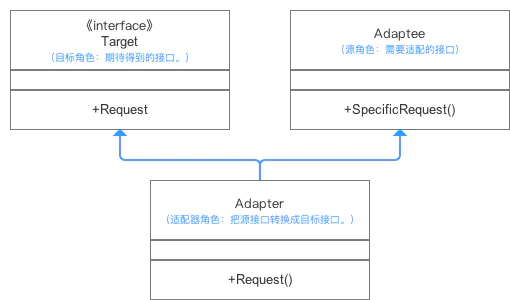 《interface》
Target
（目标角色：期待得到的接口。）
+Request
Adaptee
（源角色：需要适配的接口）
+SpecificRequest()
Adapter
（适配器角色：把源接口转换成目标接口。）
+Request()